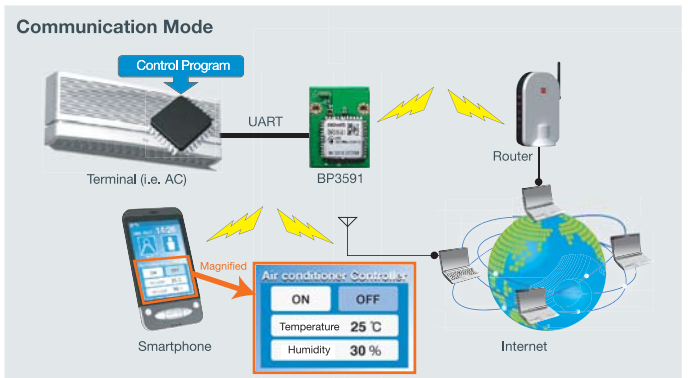 Communication Mode
Control Program
UART
Terminal (i.e. AC)
BP3591
Router
Magnified
Air conditioner Controller
ON OFF
Temperature 25 ℃
Humidity 30 %
Smartphone
Internet